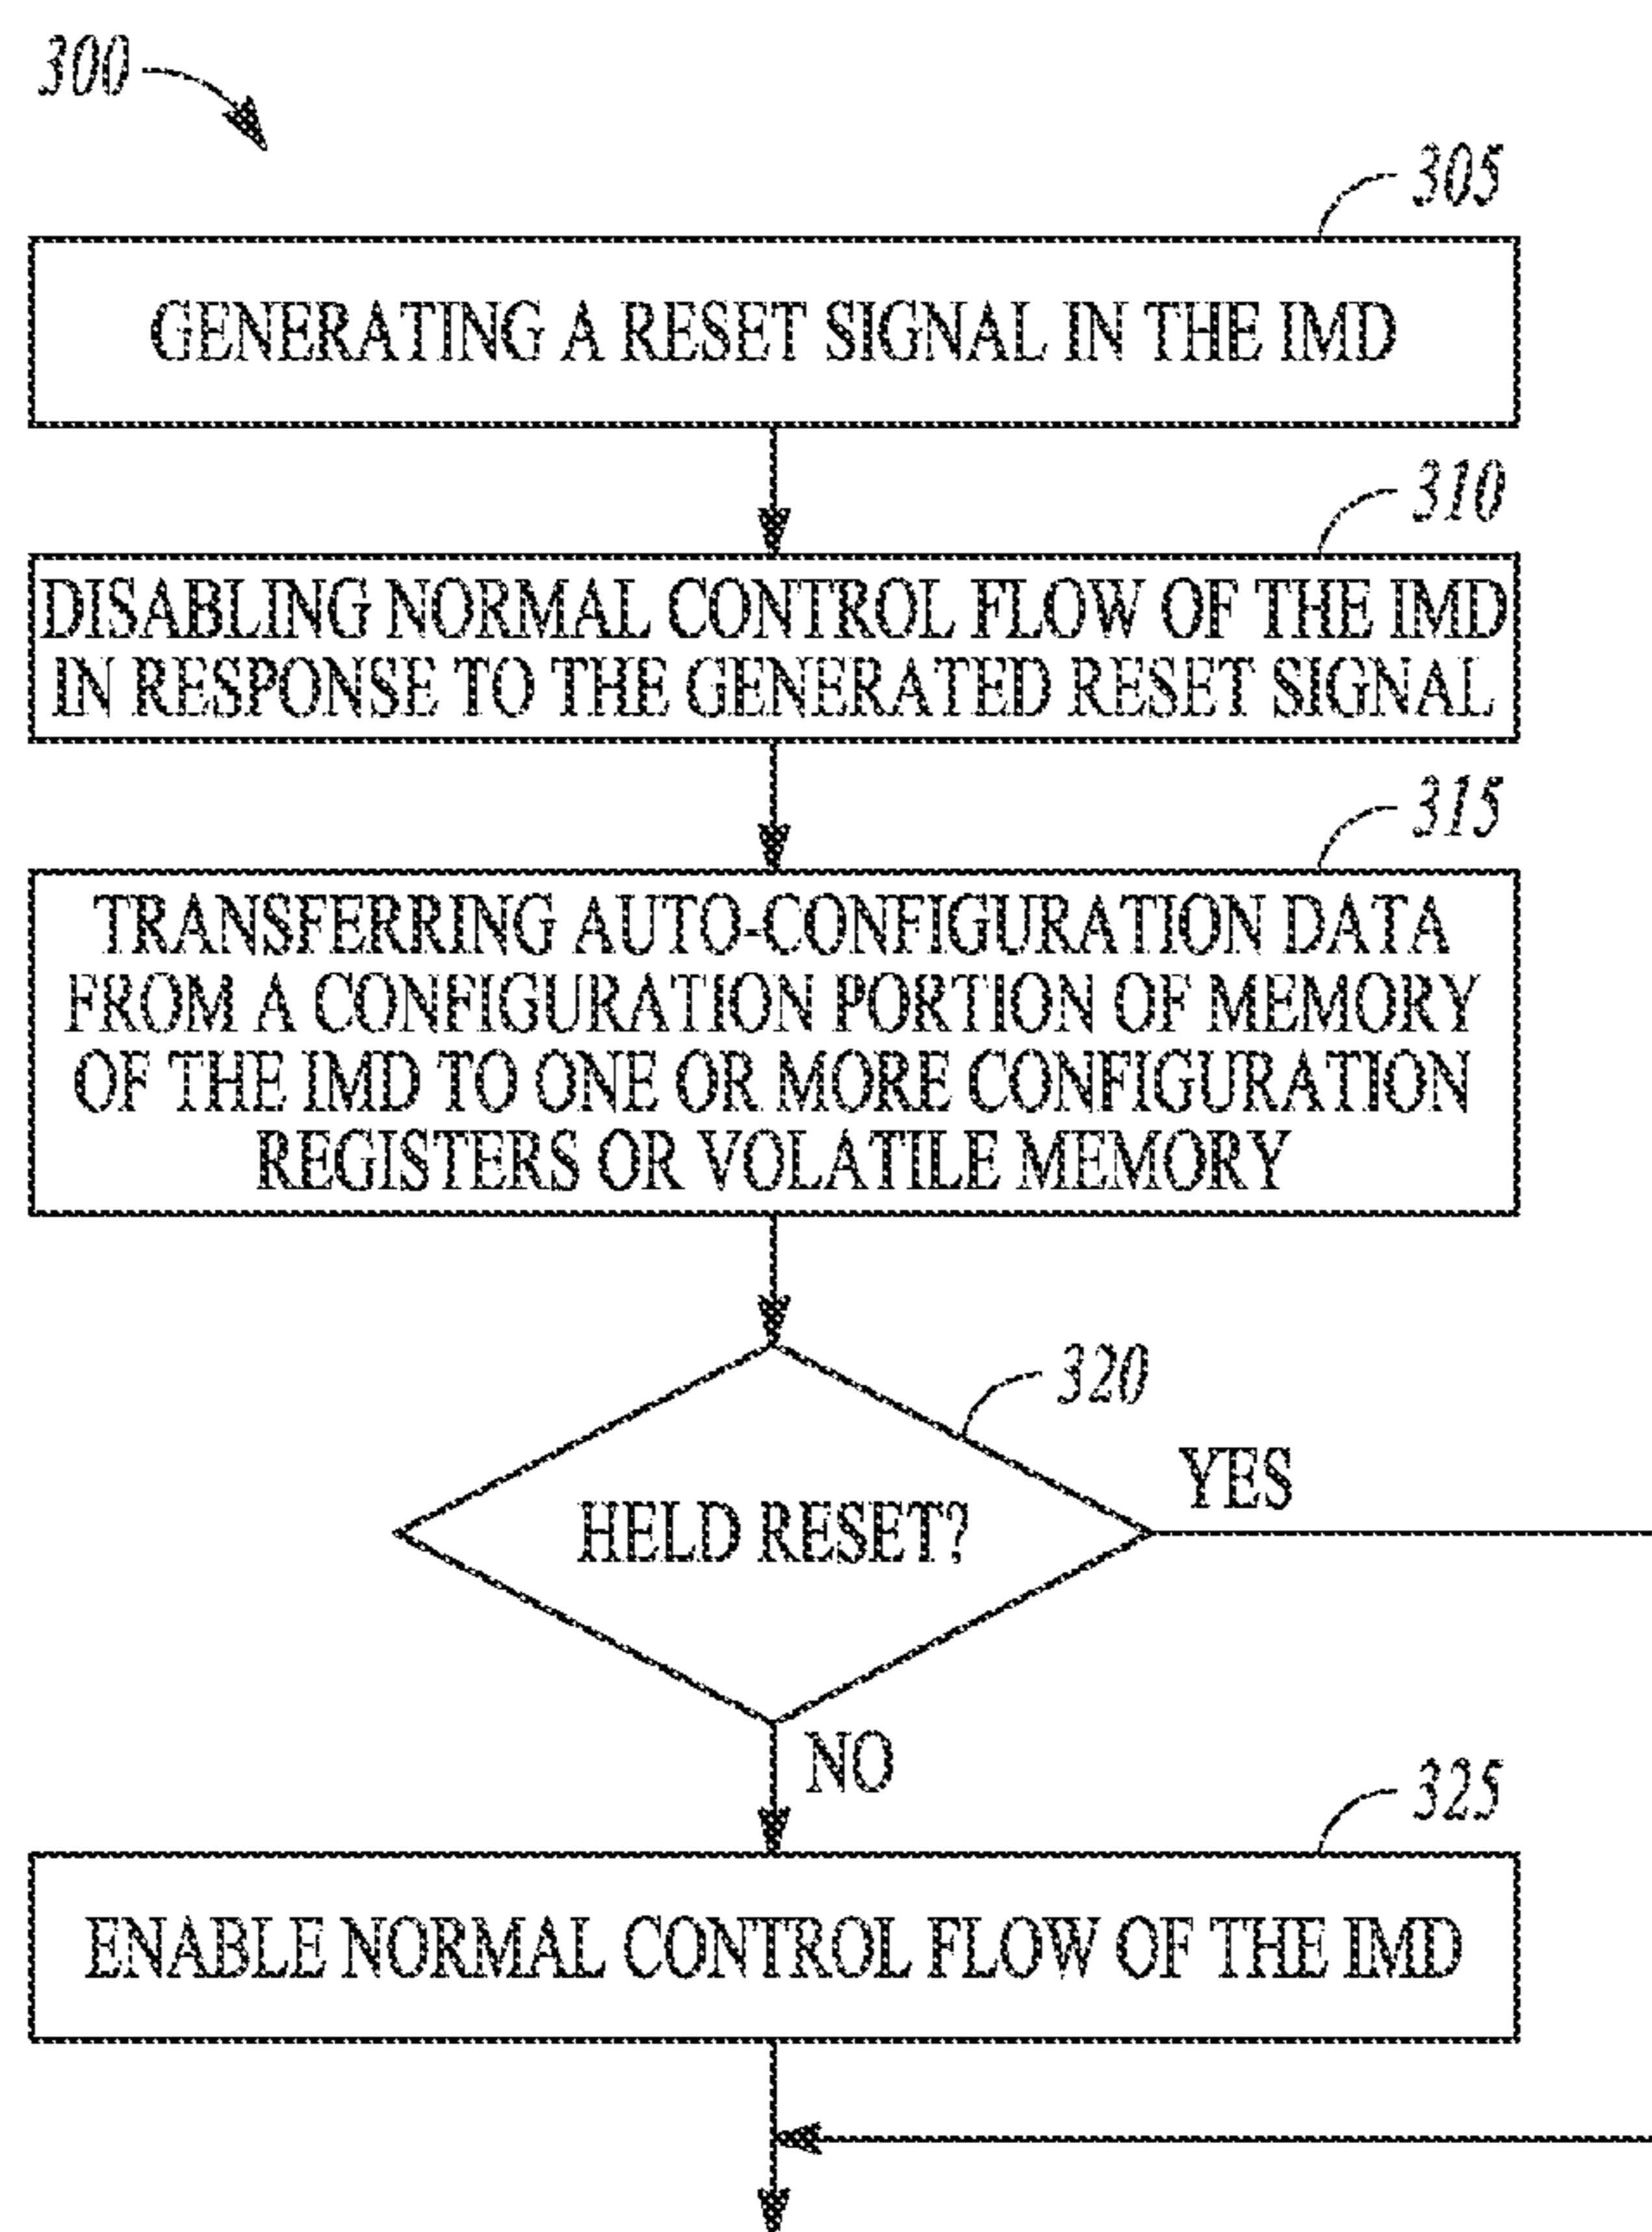 300
305
GENERATING A RESET SIGNAL IN THE IMD
310
DISABLING NORMAL CONTROL FLOW OF THE IMD
IN RESPONSE TO THE GENERATED RESET SIGNAL
315
TRANSFERRING AUTO-CONFIGURATION DATA
FROM A CONFIGURATION PORTION OF MEMORY
OF THE IMD TO ONE OR MORE CONFIGURATION
REGISTERS OR VOLATILE MEMORY
320
YES
HELD RESET?
NO
325
ENABLE NORMAL CONTROL FLOW OF THE IMD